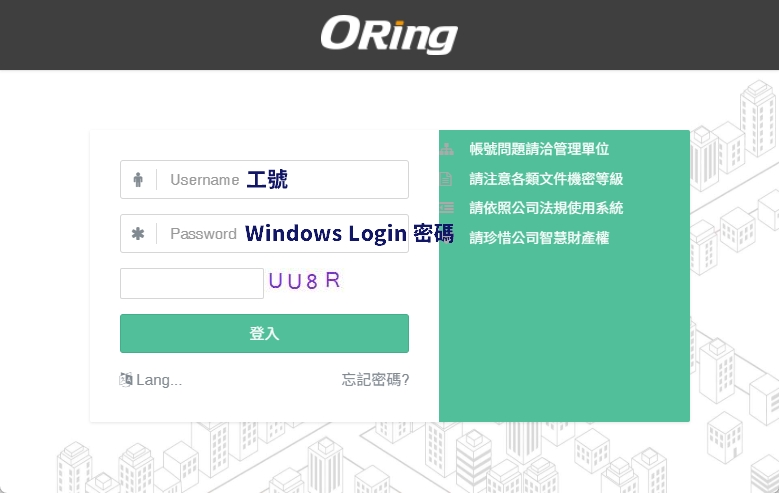 ORing
Username 工號
Password Windows Login 密碼
UU8R
登入
Lang...
忘記密碼?
帳號問題請洽管理單位
請注意各類文件機密等級
請依照公司法規使用系統
請珍惜公司智慧財產權